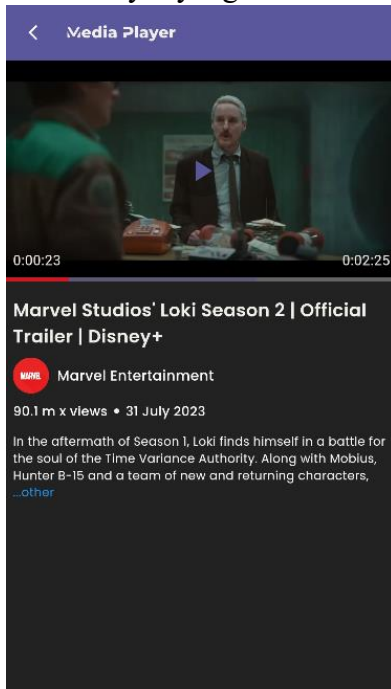 Media Player
0:00:23
0:02:25
Marvel Studios' Loki Season 2 | Official
Trailer | Disney+
MARVEL
Marvel Entertainment
90.1 m x views • 31 July 2023
In the aftermath of Season 1, Loki finds himself in a battle for
the soul of the Time Variance Authority. Along with Mobius,
Hunter B-15 and a team of new and returning characters,
...other